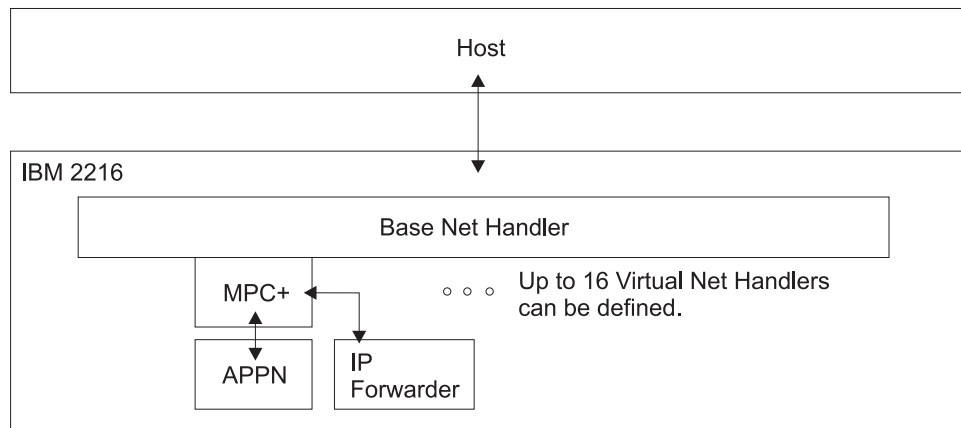 Host
IBM 2216
Base Net Handler
MPC+
Up to 16 Virtual Net Handlers
can be defined.
APPN
IP
Forwarder